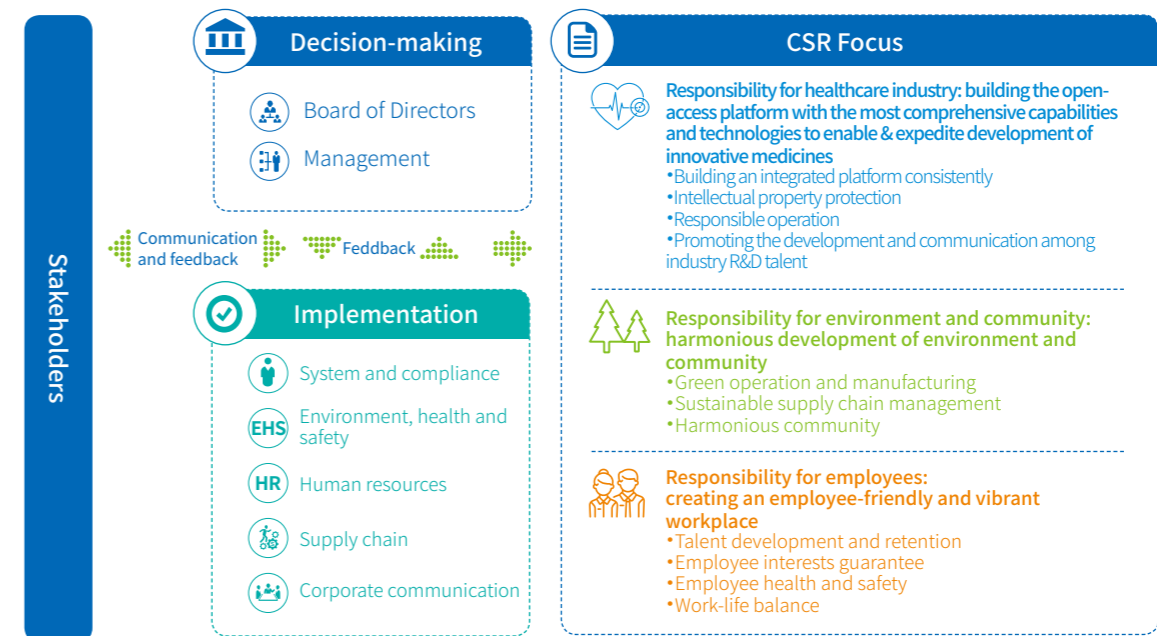 Stakeholders
Decision-making
Board of Directors
Management
Communication
and feedback
Feddback
Implementation
System and compliance
EHS
Environment, health and
safety
HR
Human resources
Supply chain
Corporate communication
CSR Focus
Responsibility for healthcare industry: building the open-
access platform with the most comprehensive capabilities
and technologies to enable & expedite development of
innovative medicines
•Building an integrated platform consistently
•Intellectual property protection
•Responsible operation
•Promoting the development and communication among
industry R&D talent
Responsibility for environment and community:
harmonious development of environment and
community
•Green operation and manufacturing
•Sustainable supply chain management
•Harmonious community
Responsibility for employees:
creating an employee-friendly and vibrant
workplace
•Talent development and retention
•Employee interests guarantee
•Employee health and safety
•Work-life balance